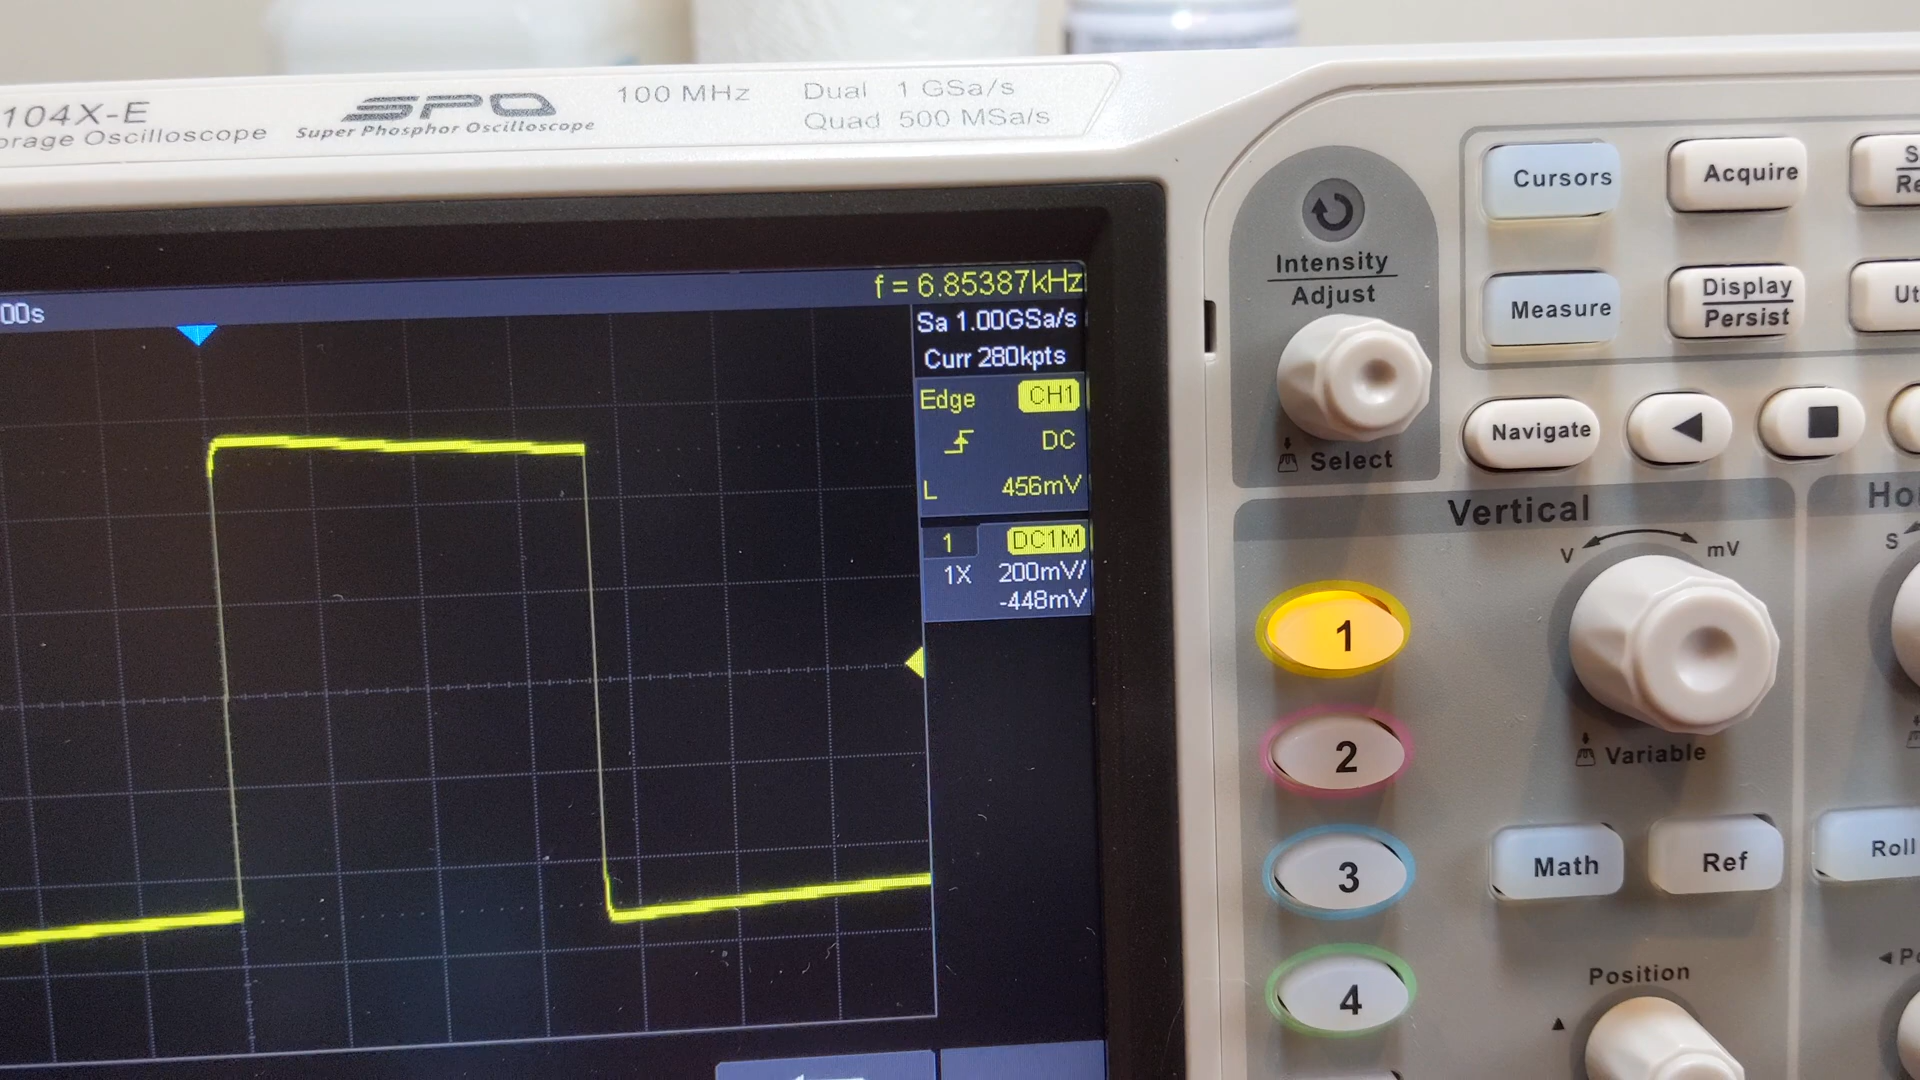 104X-E
orage Oscilloscope
SPO
Super Phosphor Oscilloscope
100 MHz
Dual 1 GSa/s
Quad 500 MSa/s
00s
f = 6.85387kHz
Sa 1.00GSa/s
Curr 280kpts
Edge CH1
DC
L 456mV
1 DC1M
1X 200mV/
-448mV
Intensity
Adjust
Select
Cursors
Acquire
Measure
Display
Persist
Ut
Navigate
Vertical
Ho
V mV
S
Variable
1
2
3
4
Math
Ref
Roll
Position